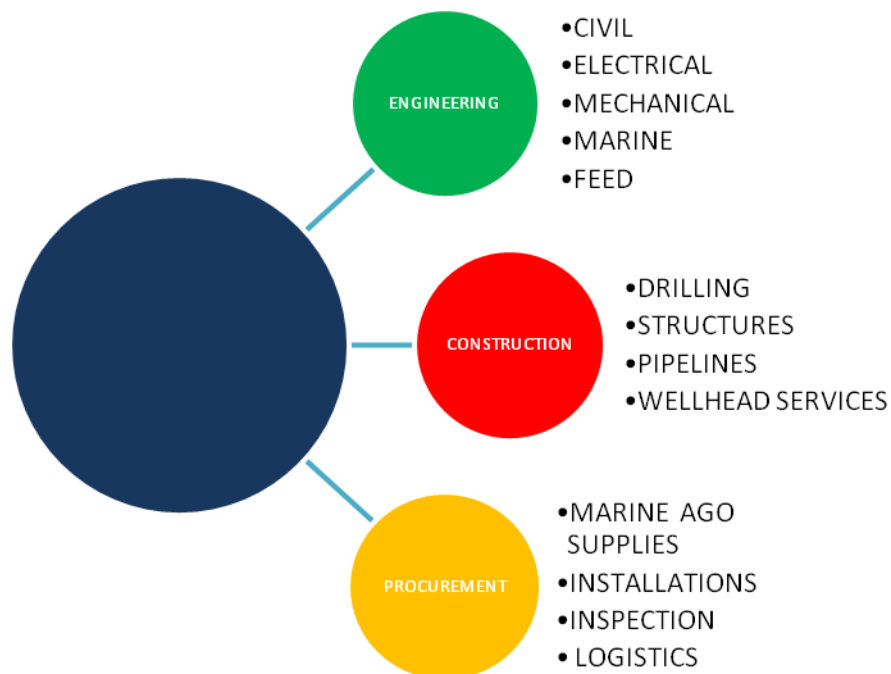 ENGINEERING
•CIVIL
•ELECTRICAL
•MECHANICAL
•MARINE
•FEED
CONSTRUCTION
•DRILLING
•STRUCTURES
•PIPELINES
•WELLHEAD SERVICES
PROCUREMENT
•MARINE AGO
SUPPLIES
•INSTALLATIONS
•INSPECTION
• LOGISTICS